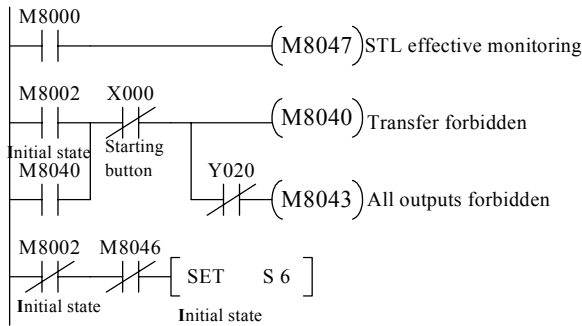 M8000
M8047 STL effective monitoring
M8002 X000
M8040 Transfer forbidden
Initial state Starting
button
M8040 Y020
M8043 All outputs forbidden
M8002 M8046
SET S 6
Initial state
Initial state